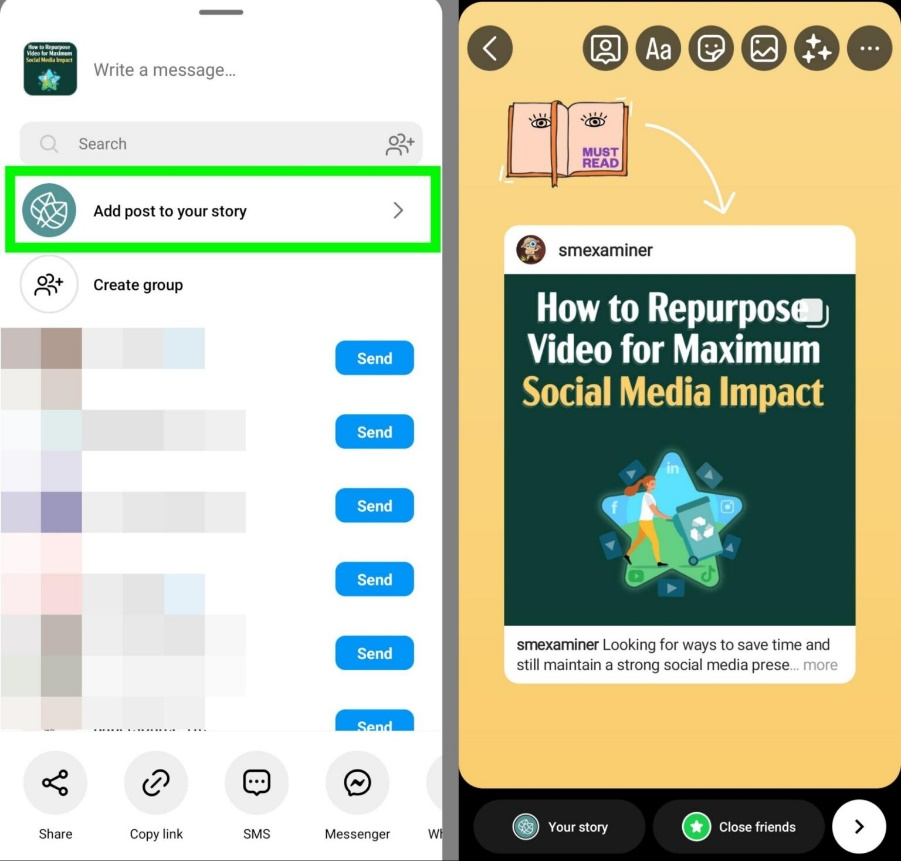 How to Repurpose
Video for Maximum
Social Media Impact
Write a message...
Search
Add post to your story
Create group
Send
Send
Send
Send
Send
Send
Share
Copy link
SMS
Messenger
Wh
Aa
MUST
READ
smexaminer
How to Repurpose
Video for Maximum
Social Media Impact
in
f
smexaminer Looking for ways to save time and
still maintain a strong social media prese... more
Your story
Close friends